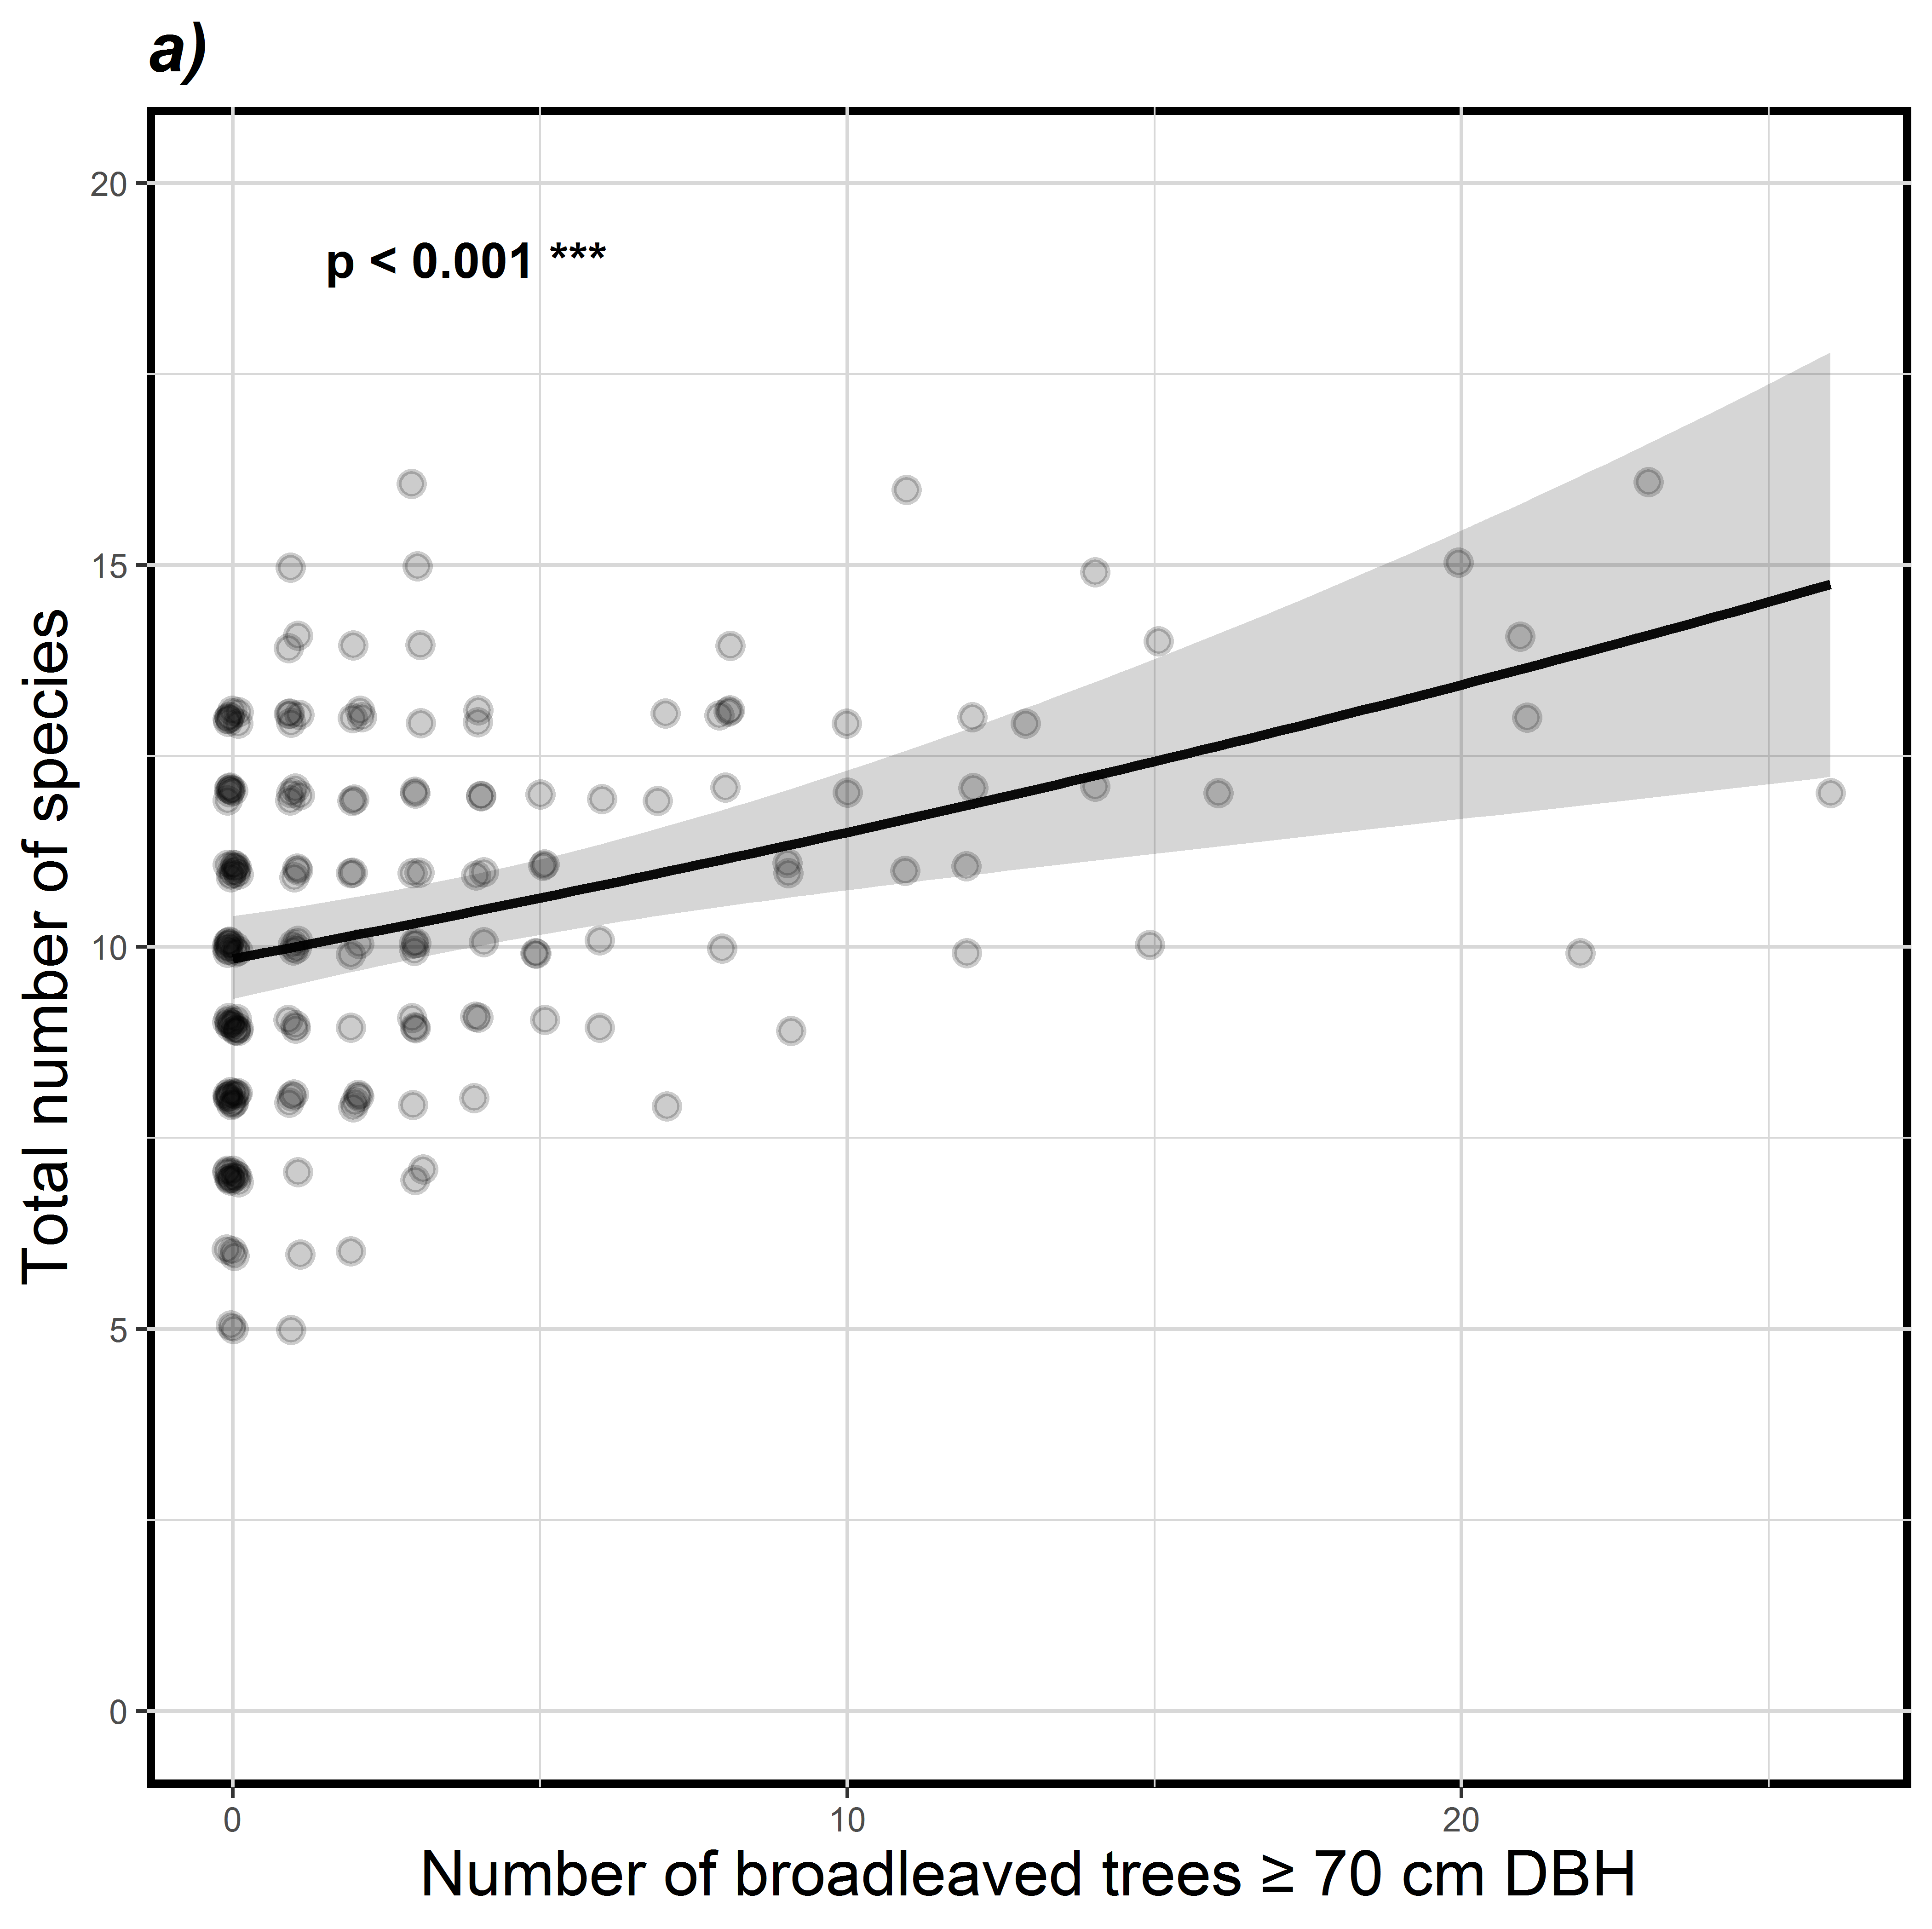 a)
20
p < 0.001 ***
15
Total number of species
10
5
0
0 10 20
Number of broadleaved trees ≥ 70 cm DBH